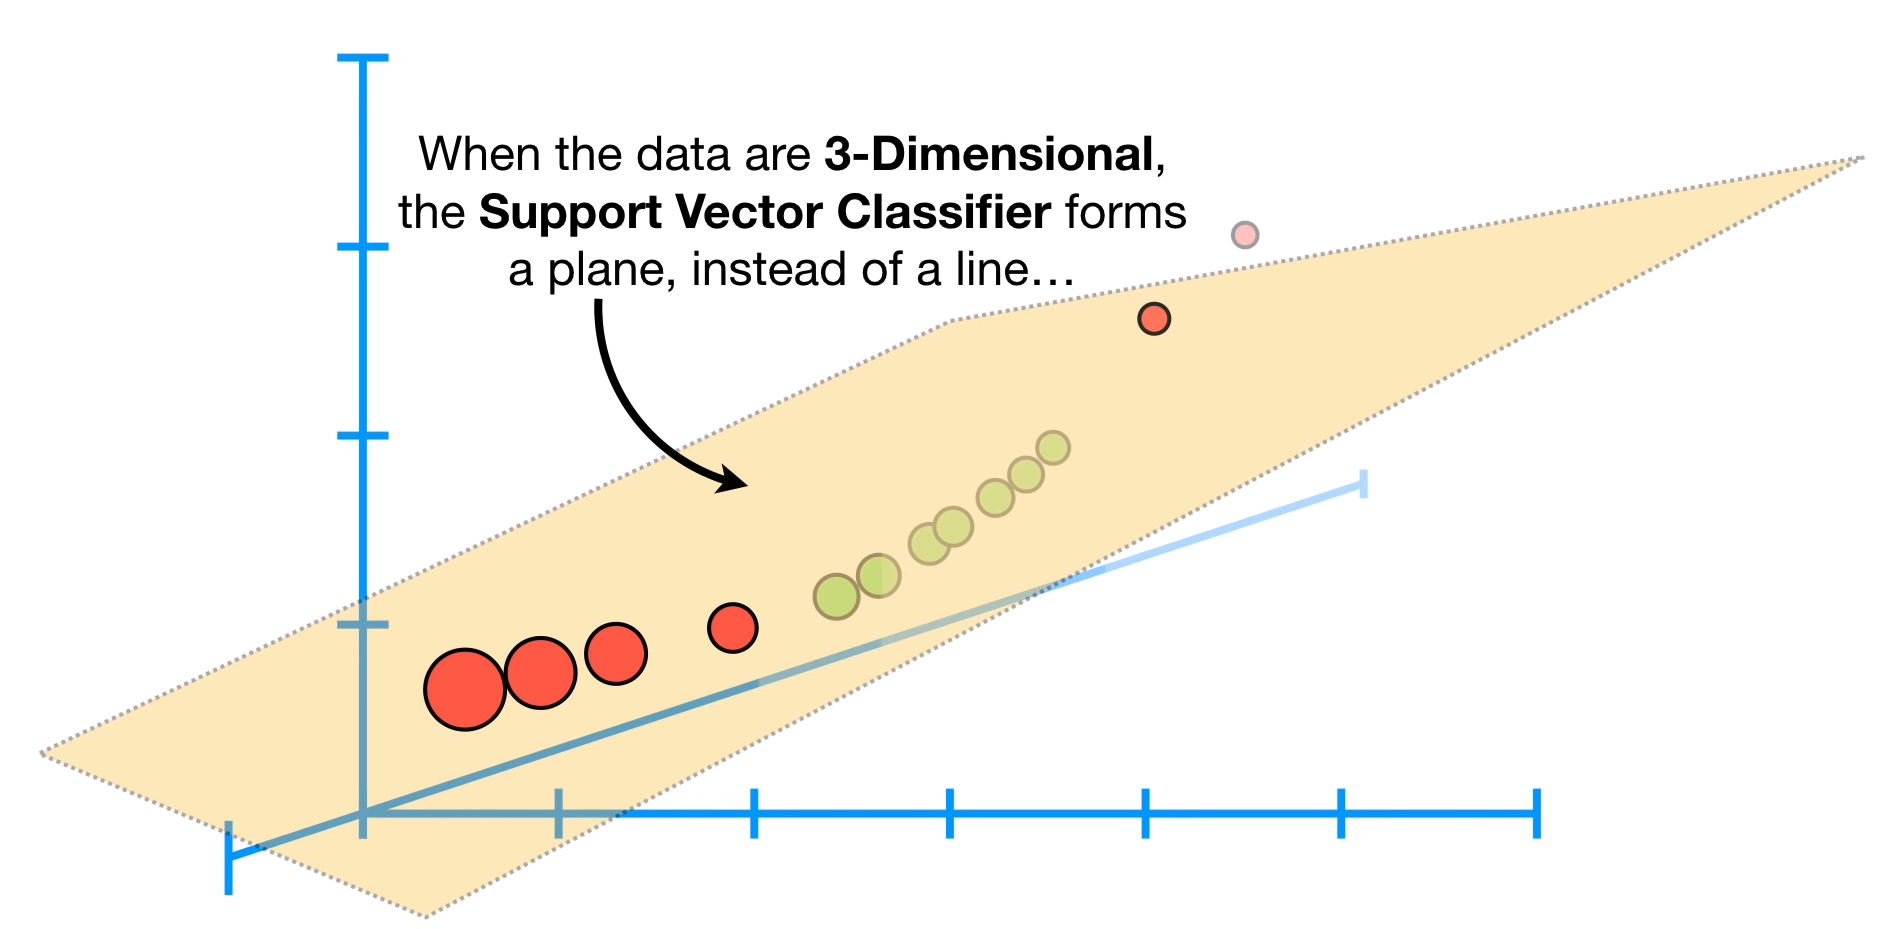 When the data are 3-Dimensional,
the Support Vector Classifier forms
a plane, instead of a line…